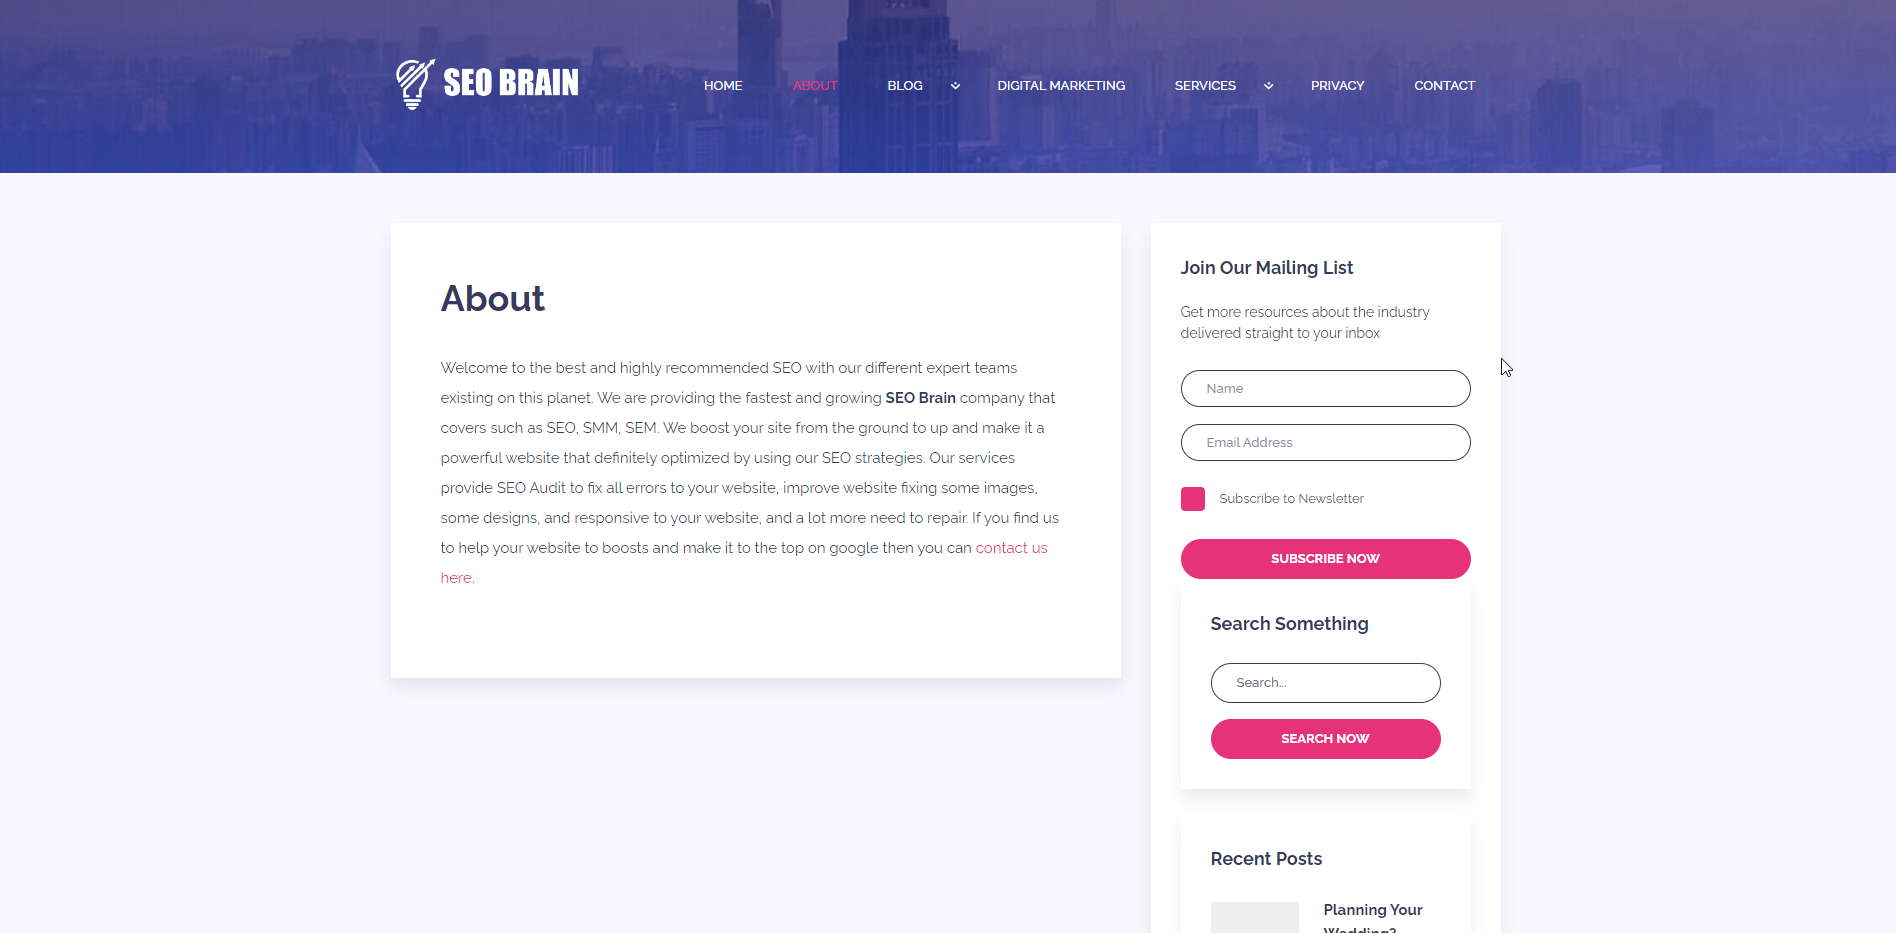 SEO BRAIN
HOME
ABOUT
BLOG
DIGITAL MARKETING
SERVICES
PRIVACY
CONTACT
About
Welcome to the best and highly recommended SEO with our different expert teams
existing on this planet. We are providing the fastest and growing SEO Brain company that
covers such as SEO, SMM, SEM. We boost your site from the ground to up and make it a
powerful website that definitely optimized by using our SEO strategies. Our services
provide SEO Audit to fix all errors to your website, improve website fixing some images,
some designs, and responsive to your website, and a lot more need to repair. If you find us
to help your website to boosts and make it to the top on google then you can contact us
here.
Join Our Mailing List
Get more resources about the industry
delivered straight to your inbox
Name
Email Address
Subscribe to Newsletter
SUBSCRIBE NOW
Search Something
Search...
SEARCH NOW
Recent Posts
Planning Your
Wedding?